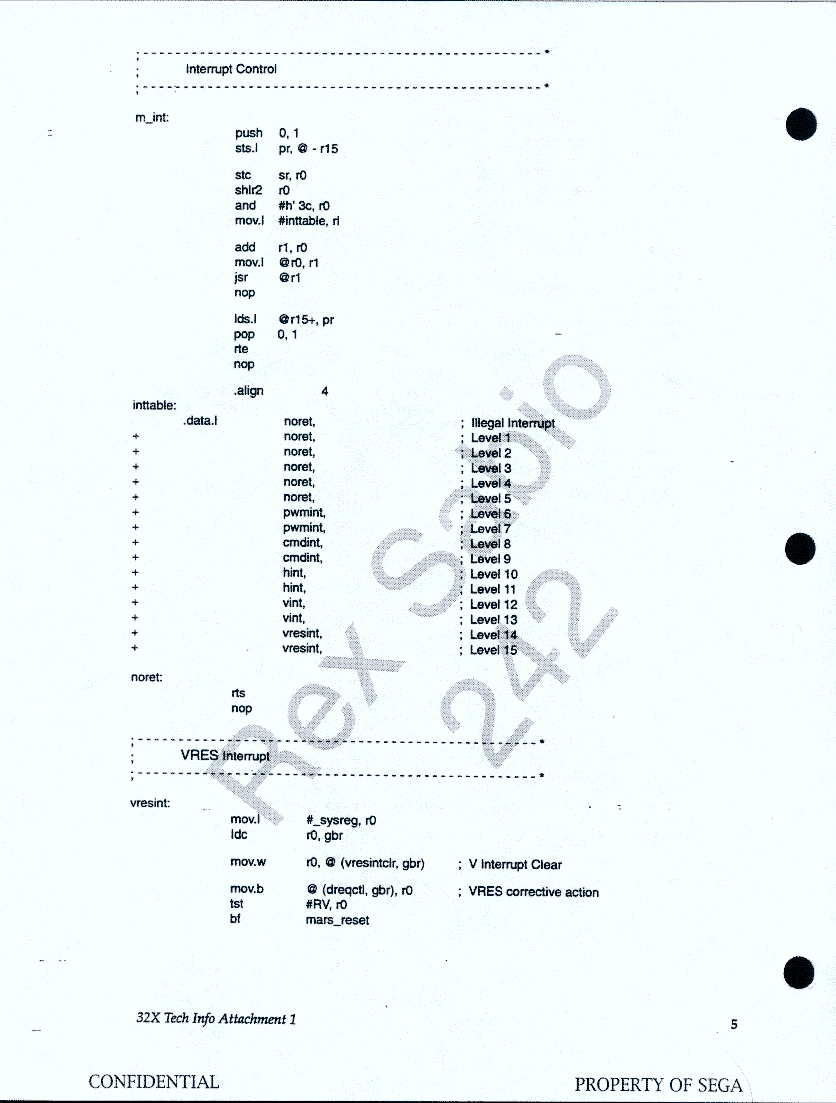 ;-----------------------------------------------------*
; Interrupt Control
;-----------------------------------------------------*
m_int:
push 0, 1
sts.l pr, @ - r15
stc sr, r0
shlr2 r0
and #h' 3c, r0
mov.l #inttable, rl
add r1, r0
mov.l @r0, r1
jsr @r1
nop
lds.l @r15+, pr
pop 0, 1
rte
nop
.align 4
inttable:
.data.l noret, ; Illegal Interrupt
+ noret, ; Level 1
+ noret, ; Level 2
+ noret, ; Level 3
+ noret, ; Level 4
+ noret, ; Level 5
+ pwmint, ; Level 6
+ pwmint, ; Level 7
+ cmdint, ; Level 8
+ cmdint, ; Level 9
+ hint, ; Level 10
+ hint, ; Level 11
+ vint, ; Level 12
+ vint, ; Level 13
+ vresint, ; Level 14
+ vresint, ; Level 15
noret:
rts
nop
;-----------------------------------------------------*
; VRES Interrupt
;-----------------------------------------------------*
vresint:
mov.l #_sysreg, r0
ldc r0, gbr
mov.w r0, @ (vresintclr, gbr) ; V Interrupt Clear
mov.b @ (dreqctl, gbr), r0 ; VRES corrective action
tst #RV, r0
bf mars_reset
Rex Sabio
242
32X Tech Info Attachment 1 5
CONFIDENTIAL PROPERTY OF SEGA